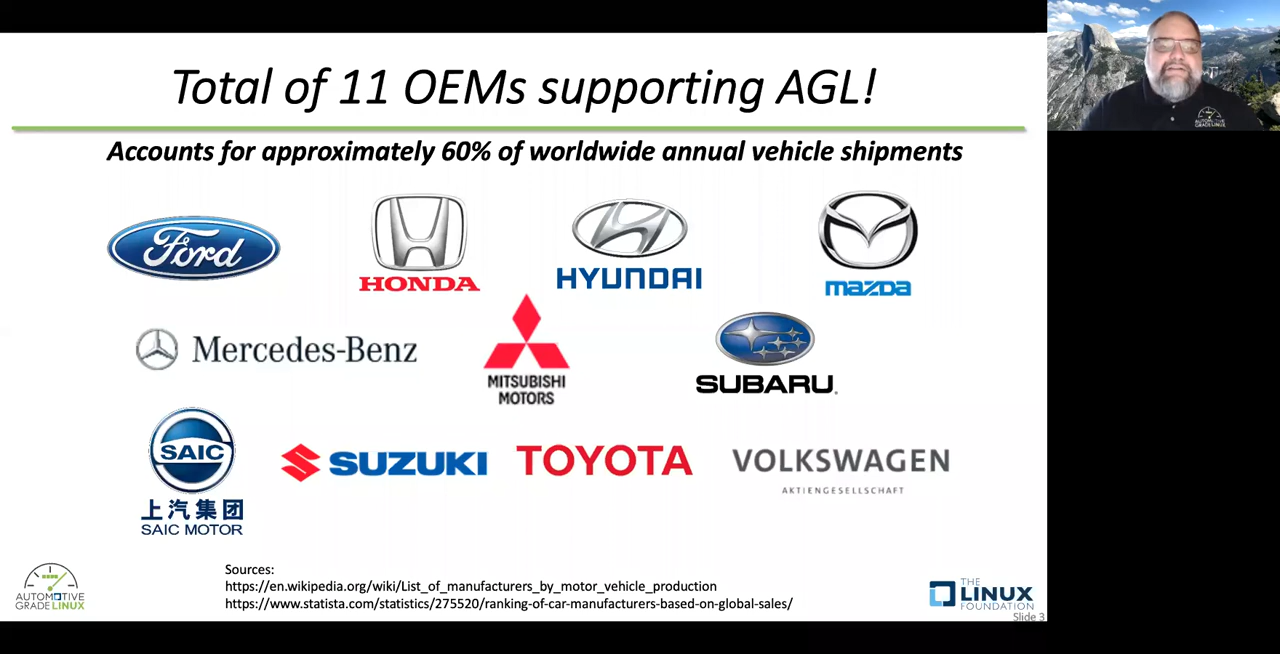 Total of 11 OEMs supporting AGL!
Accounts for approximately 60% of worldwide annual vehicle shipments
Ford
HONDA
HYUNDAI
mazda
Mercedes-Benz
MITSUBISHI
MOTORS
SUBARU.
SAIC
上汽集团
SAIC MOTOR
SUZUKI
TOYOTA
VOLKSWAGEN
AKTIENGESELLSCHAFT
Sources:
https://en.wikipedia.org/wiki/List_of_manufacturers_by_motor_vehicle_production
https://www.statista.com/statistics/275520/ranking-of-car-manufacturers-based-on-global-sales/
AUTOMOTIVE
GRADELINUX
THE
LINUX
FOUNDATION
Slide 3
AUTOMOTIVE
GRADELINUX